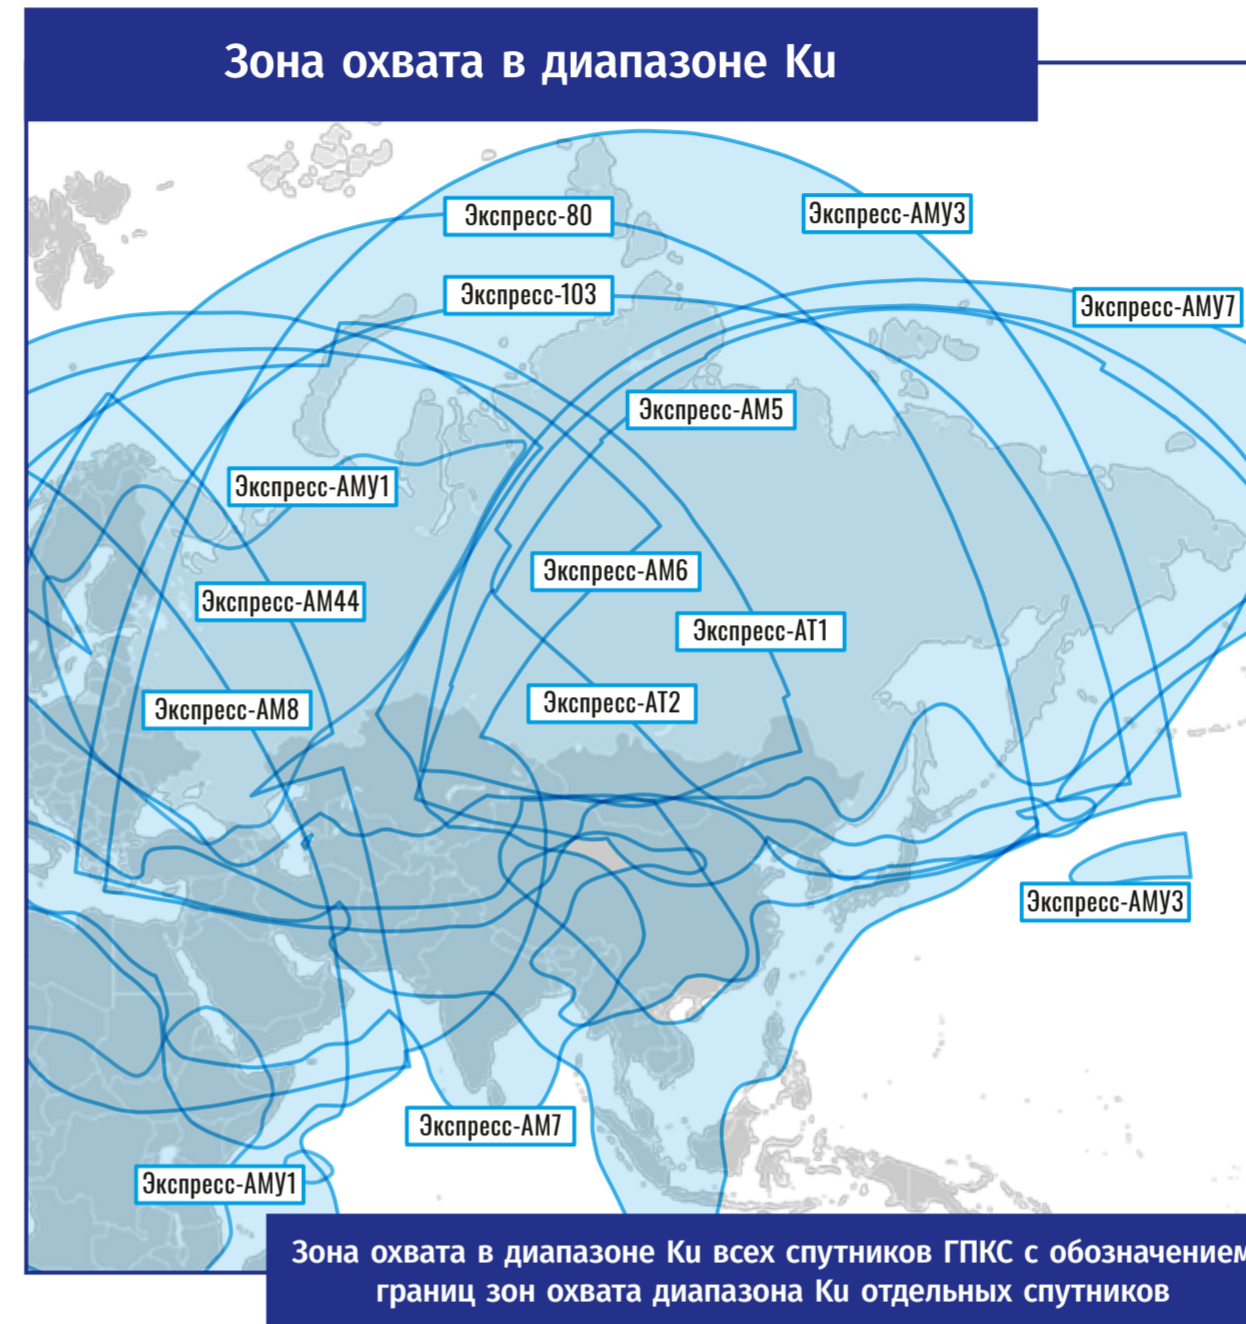 Зона охвата в диапазоне Ku
Экспресс-80
Экспресс-АМУ3
Экспресс-103
Экспресс-АМУ7
Экспресс-АМ5
Экспресс-АМУ1
Экспресс-АМ6
Экспресс-АМ44
Экспресс-АТ1
Экспресс-АТ2
Экспресс-АМ8
Экспресс-АМУ3
Экспресс-АМ7
Экспресс-АМУ1
Зона охвата в диапазоне Ku всех спутников ГПКС с обозначением
границ зон охвата диапазона Ku отдельных спутников